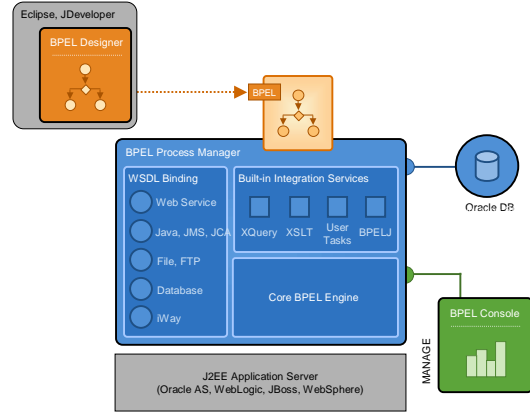 Eclipse, JDeveloper
BPEL Designer
BPEL
BPEL Process Manager
WSDL Binding
Web Service
Java, JMS, JCA
File, FTP
Database
iWay
Built-in Integration Services
XQuery
XSLT
User
Tasks
BPELJ
Core BPEL Engine
Oracle DB
MANAGE
BPEL Console
J2EE Application Server
(Oracle AS, WebLogic, JBoss, WebSphere)